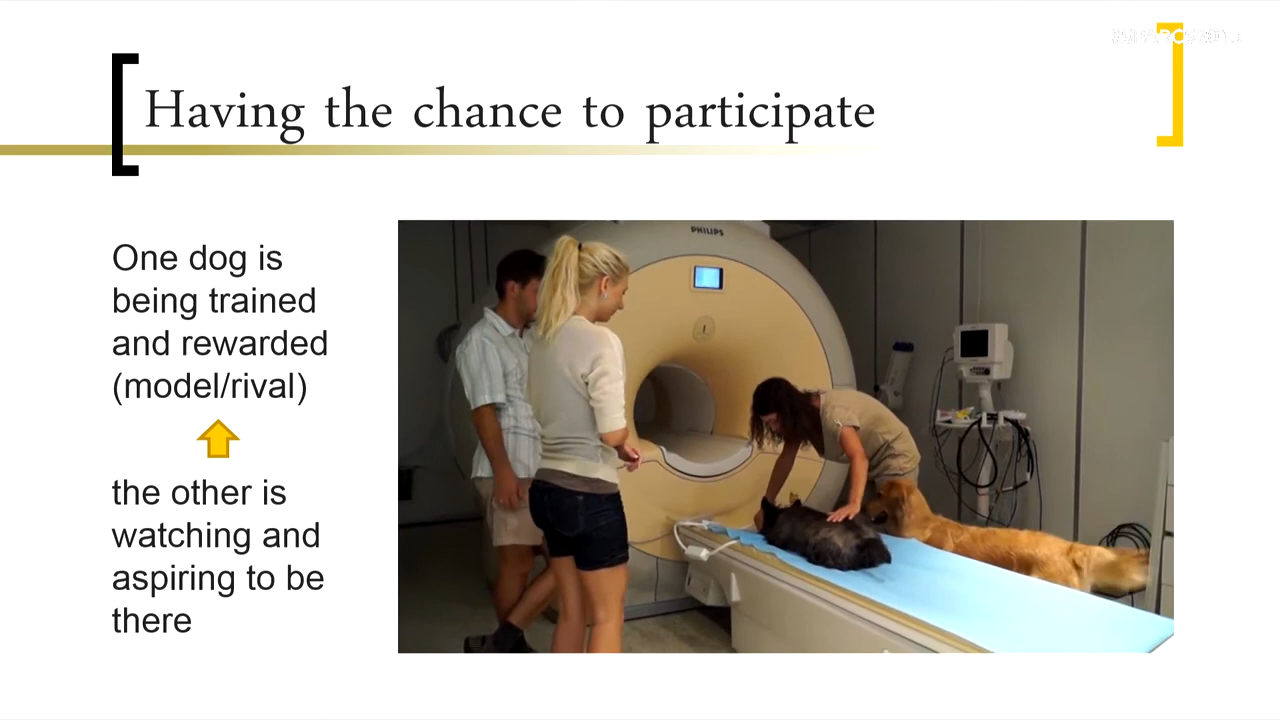 Having the chance to participate
One dog is
being trained
and rewarded
(model/rival)
the other is
watching and
aspiring to be
there
PHILIPS